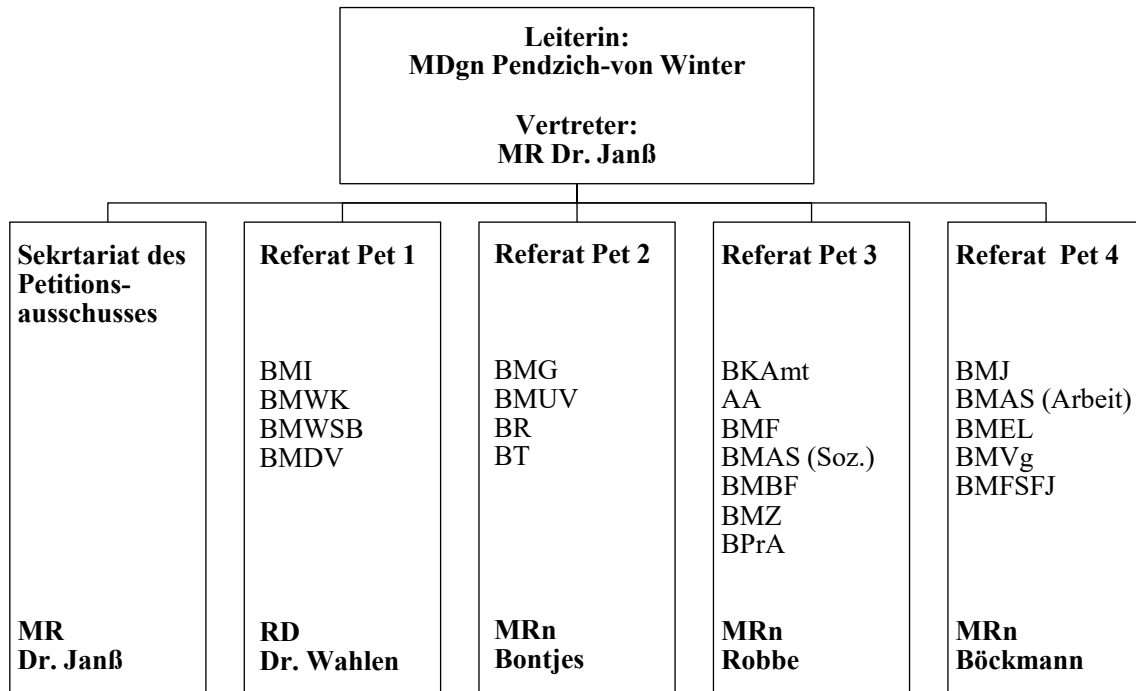 Leiterin:
MDgn Pendzich-von Winter
Vertreter:
MR Dr. Janß
Sekrtariat des
Petitions-
ausschusses
MR
Dr. Janß
Referat Pet 1
BMI
BMWK
BMWSB
BMDV
RD
Dr. Wahlen
Referat Pet 2
BMG
BMUV
BR
BT
MRn
Bontjes
Referat Pet 3
BKAmt
AA
BMF
BMAS (Soz.)
BMBF
BMZ
BPrA
MRn
Robbe
Referat Pet 4
BMJ
BMAS (Arbeit)
BMEL
BMVg
BMFSFJ
MRn
Böckmann